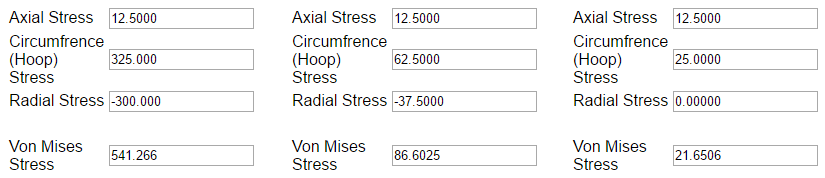 Axial Stress 12.5000 Axial Stress 12.5000 Axial Stress 12.5000
Circumfrence Circumfrence Circumfrence
(Hoop) 325.000 (Hoop) 62.5000 (Hoop) 25.0000
Stress Stress Stress
Radial Stress -300.000 Radial Stress -37.5000 Radial Stress 0.00000
Von Mises Von Mises Von Mises
Stress 541.266 Stress 86.6025 Stress 21.6506